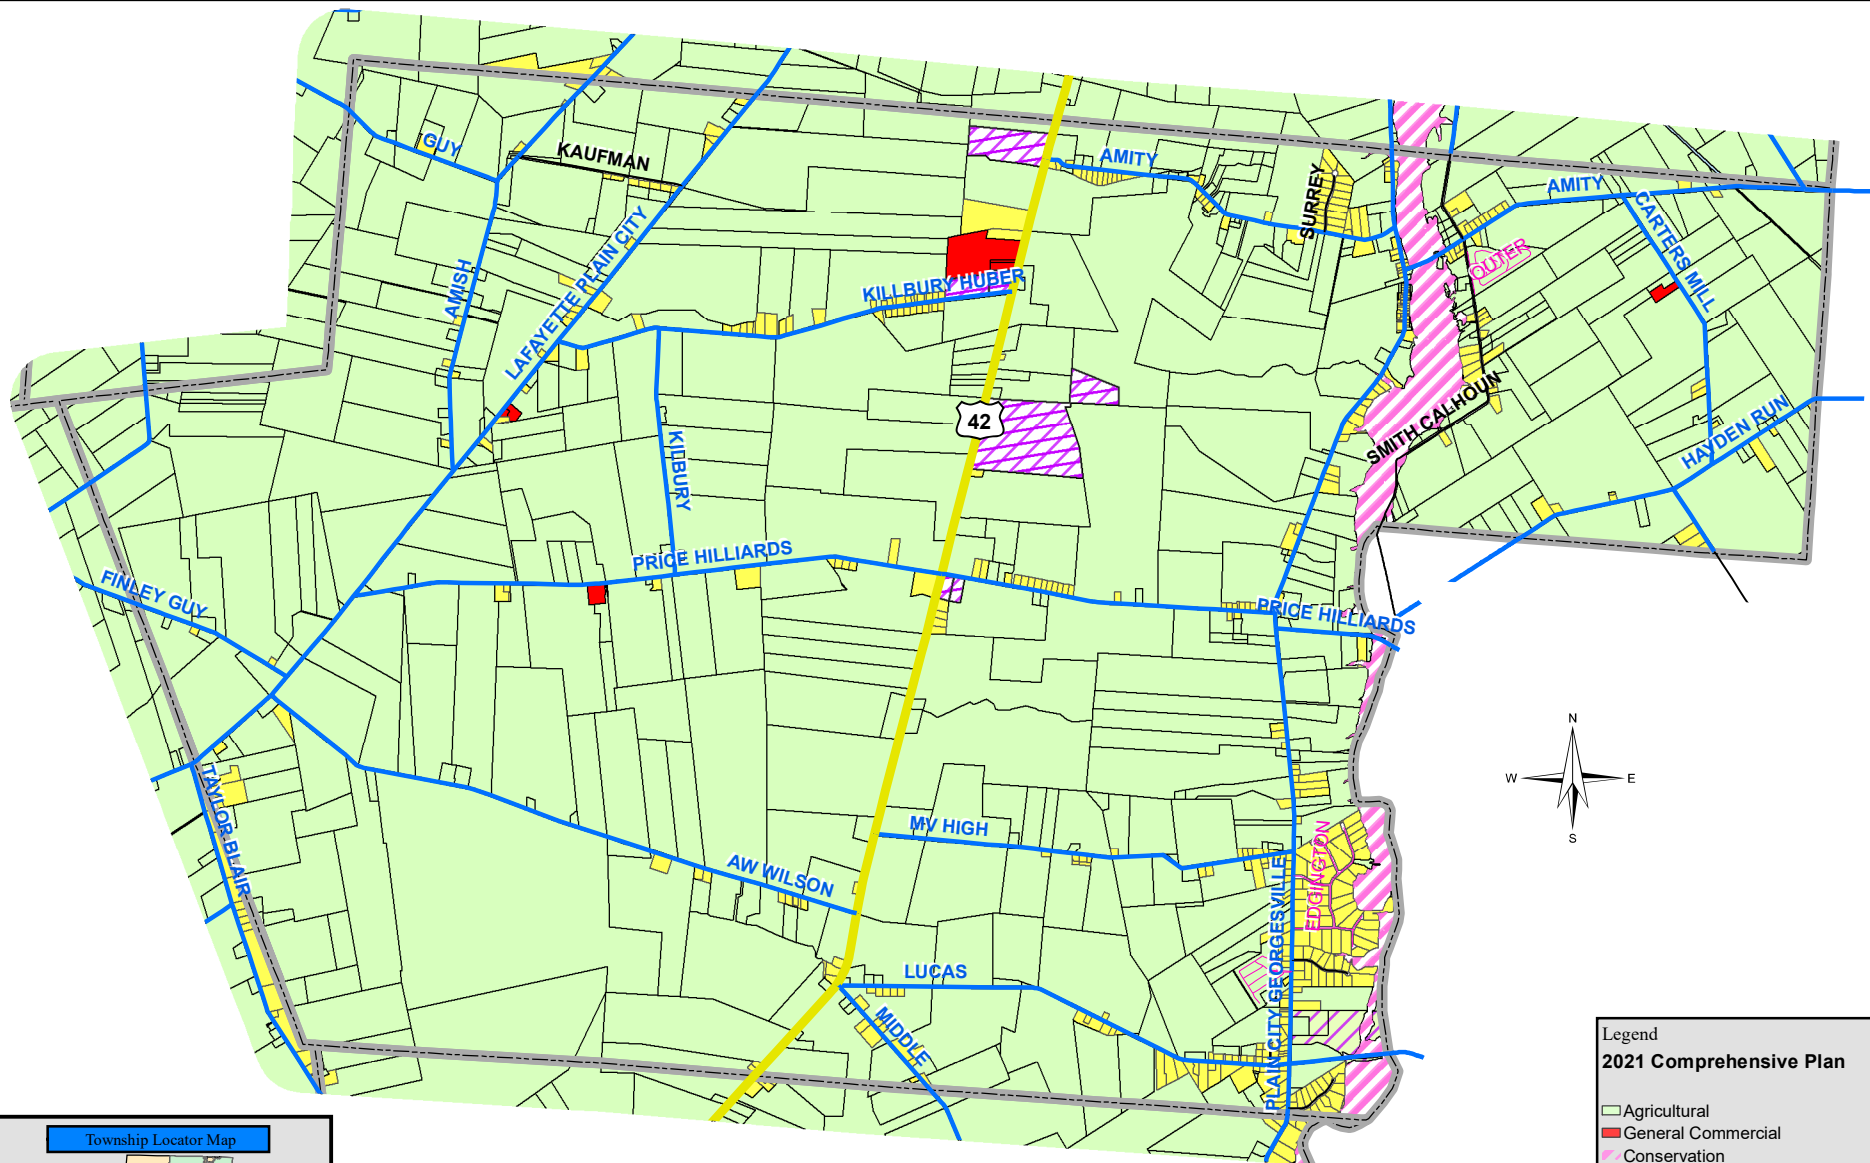 GUY
KAUFMAN
AMITY
SURREY
AMITY
CARTERS MILL
OUTER
AMISH
LAFAYETTE PLAIN CITY
KILLBURY HUBER
42
KILBURY
SMITH CALHOUN
HAYDEN RUN
PRICE HILLIARDS
FINLEY GUY
PRICE HILLIARDS
TAYLOR BLAIR
MV HIGH
AW WILSON
EDGINGTON
PLAIN CITY GEORGESVILLE
LUCAS
MIDDLE
N
W
E
S
Legend
2021 Comprehensive Plan
Agricultural
General Commercial
Conservation
Township Locator Map